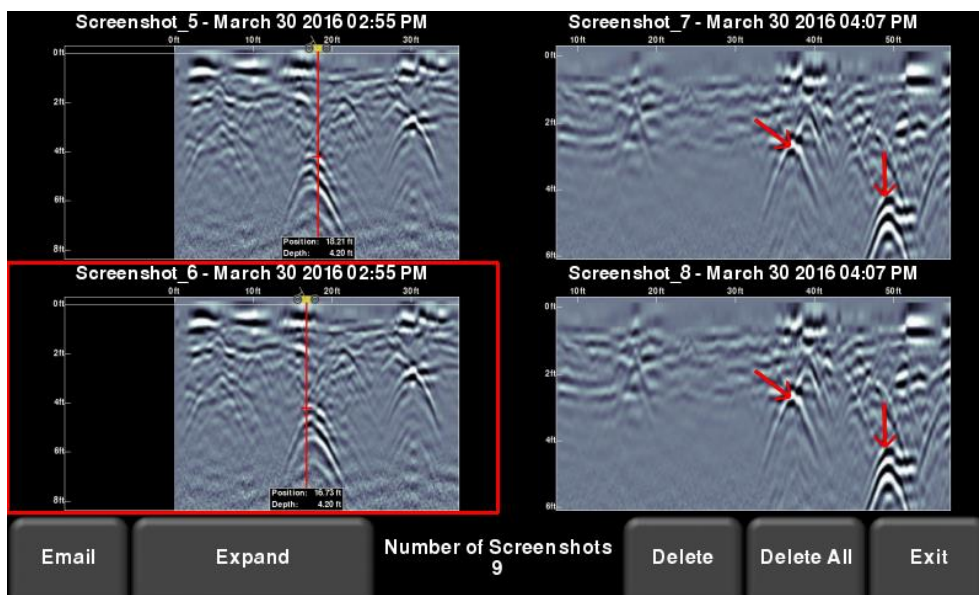 Screenshot_5 - March 30 2016 02:55 PM
0ft 10ft 20ft 30ft
0ft
2ft
4ft
6ft
8ft
Position: 18.21 ft
Depth: 4.20 ft
Screenshot_7 - March 30 2016 04:07 PM
10ft 20ft 30ft 40ft 50ft
0ft
2ft
4ft
6ft
Screenshot_6 - March 30 2016 02:55 PM
0ft 10ft 20ft 30ft
0ft
2ft
4ft
6ft
8ft
Position: 16.73 ft
Depth: 4.20 ft
Screenshot_8 - March 30 2016 04:07 PM
10ft 20ft 30ft 40ft 50ft
0ft
2ft
4ft
6ft
Email
Expand
Number of Screenshots
9
Delete
Delete All
Exit